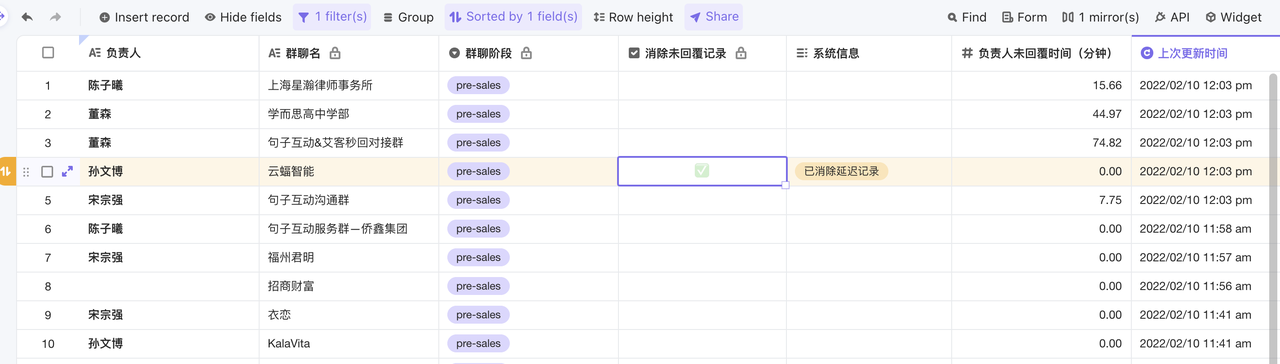 Insert record Hide fields 1 filter(s) Group Sorted by 1 field(s) Row height Share Find Form 1 mirror(s) API Widget
负责人 群聊名 群聊阶段 消除未回覆记录 系统信息 负责人未回覆时间（分钟） 上次更新时间
1 陈子曦 上海星瀚律师事务所 pre-sales 15.66 2022/02/10 12:03 pm
2 董森 学而思高中学部 pre-sales 44.97 2022/02/10 12:03 pm
3 董森 句子互动&艾客秒回对接群 pre-sales 74.82 2022/02/10 12:03 pm
孙文博 云蝠智能 pre-sales 已消除延迟记录 0.00 2022/02/10 12:03 pm
5 宋宗强 句子互动沟通群 pre-sales 7.75 2022/02/10 12:03 pm
6 陈子曦 句子互动服务群—侨鑫集团 pre-sales 0.00 2022/02/10 11:58 am
7 宋宗强 福州君明 pre-sales 0.00 2022/02/10 11:57 am
8 招商财富 pre-sales 0.00 2022/02/10 11:56 am
9 宋宗强 衣恋 pre-sales 0.00 2022/02/10 11:41 am
10 孙文博 KalaVita pre-sales 0.00 2022/02/10 11:41 am